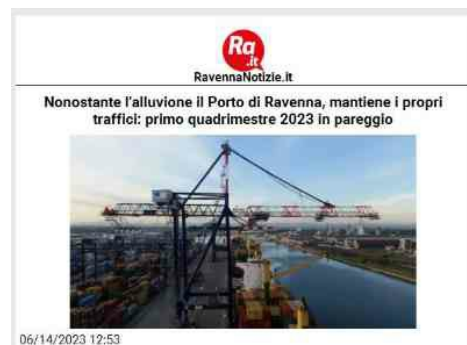 Ra
.it
RavennaNotizie.it
Nonostante l'alluvione il Porto di Ravenna, mantiene i propri
traffici: primo quadrimestre 2023 in pareggio
06/14/2023 12:53